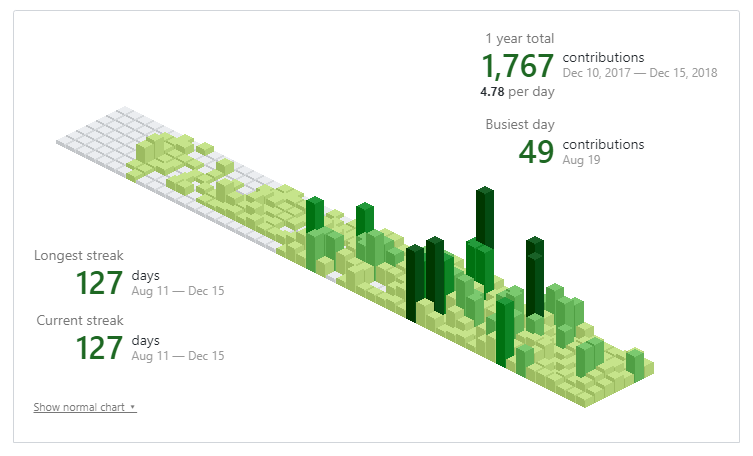 1 year total
1,767 contributions
Dec 10, 2017 — Dec 15, 2018
4.78 per day
Busiest day
49 contributions
Aug 19
Longest streak
127 days
Aug 11 — Dec 15
Current streak
127 days
Aug 11 — Dec 15
Show normal chart ▾